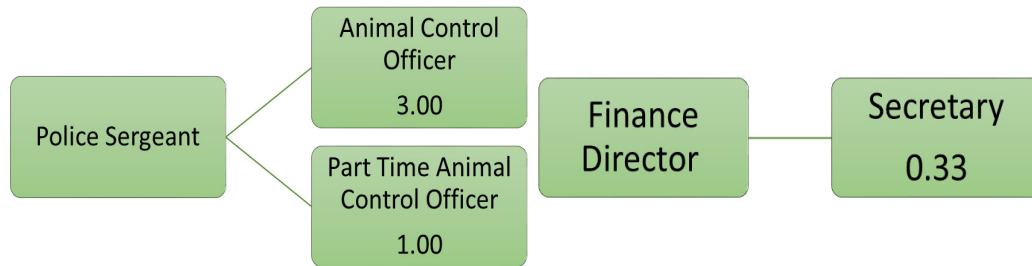 Police Sergeant
Animal Control
Officer
3.00
Part Time Animal
Control Officer
1.00
Finance
Director
Secretary
0.33